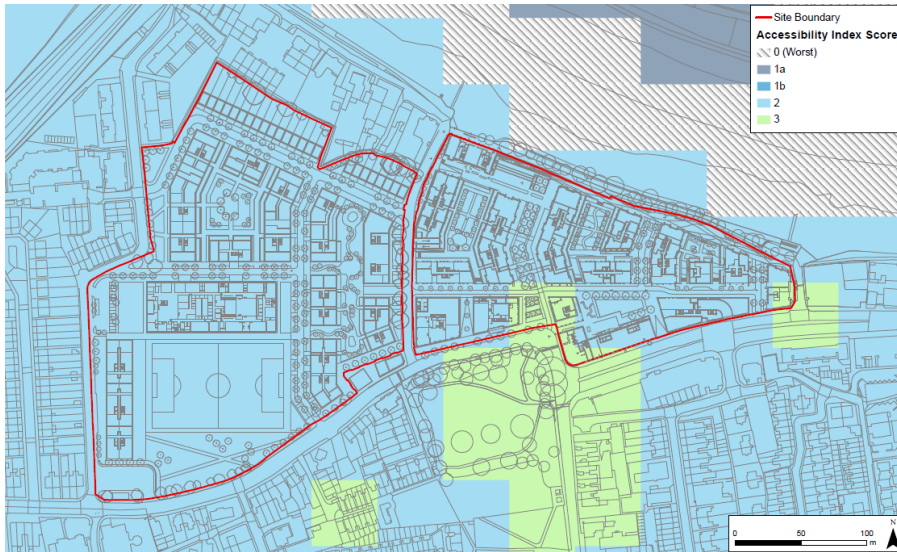 Site Boundary
Accessibility Index Score
0 (Worst)
1a
1b
2
3
0 50 100
m
N